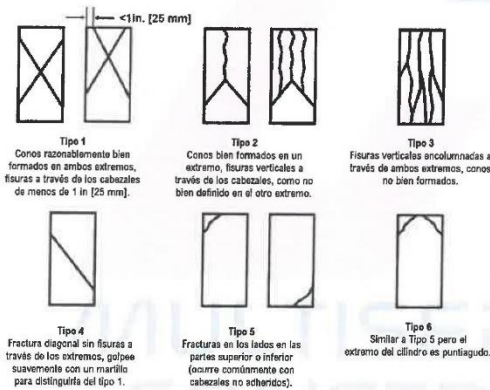 <1in. [25 mm]
Tipo 1
Conos razonablemente bien
formados en ambos extremos,
fisuras a través de los cabezales
de menos de 1 in [25 mm].
Tipo 2
Conos bien formados en un
extremo, fisuras verticales a
través de los cabezales, como no
bien definido en el otro extremo.
Tipo 3
Fisuras verticales encolumnadas a
través de ambos extremos, conos
no bien formados.
Tipo 4
Fractura diagonal sin fisuras a
través de los extremos, golpee
suavemente con un martillo
para distinguirla del tipo 1.
Tipo 5
Fracturas en los lados en las
partes superior o inferior
(ocurre comúnmente con
cabezales no adheridos).
Tipo 6
Similar a Tipo 5 pero el
extremo del cilindro es puntiagudo.